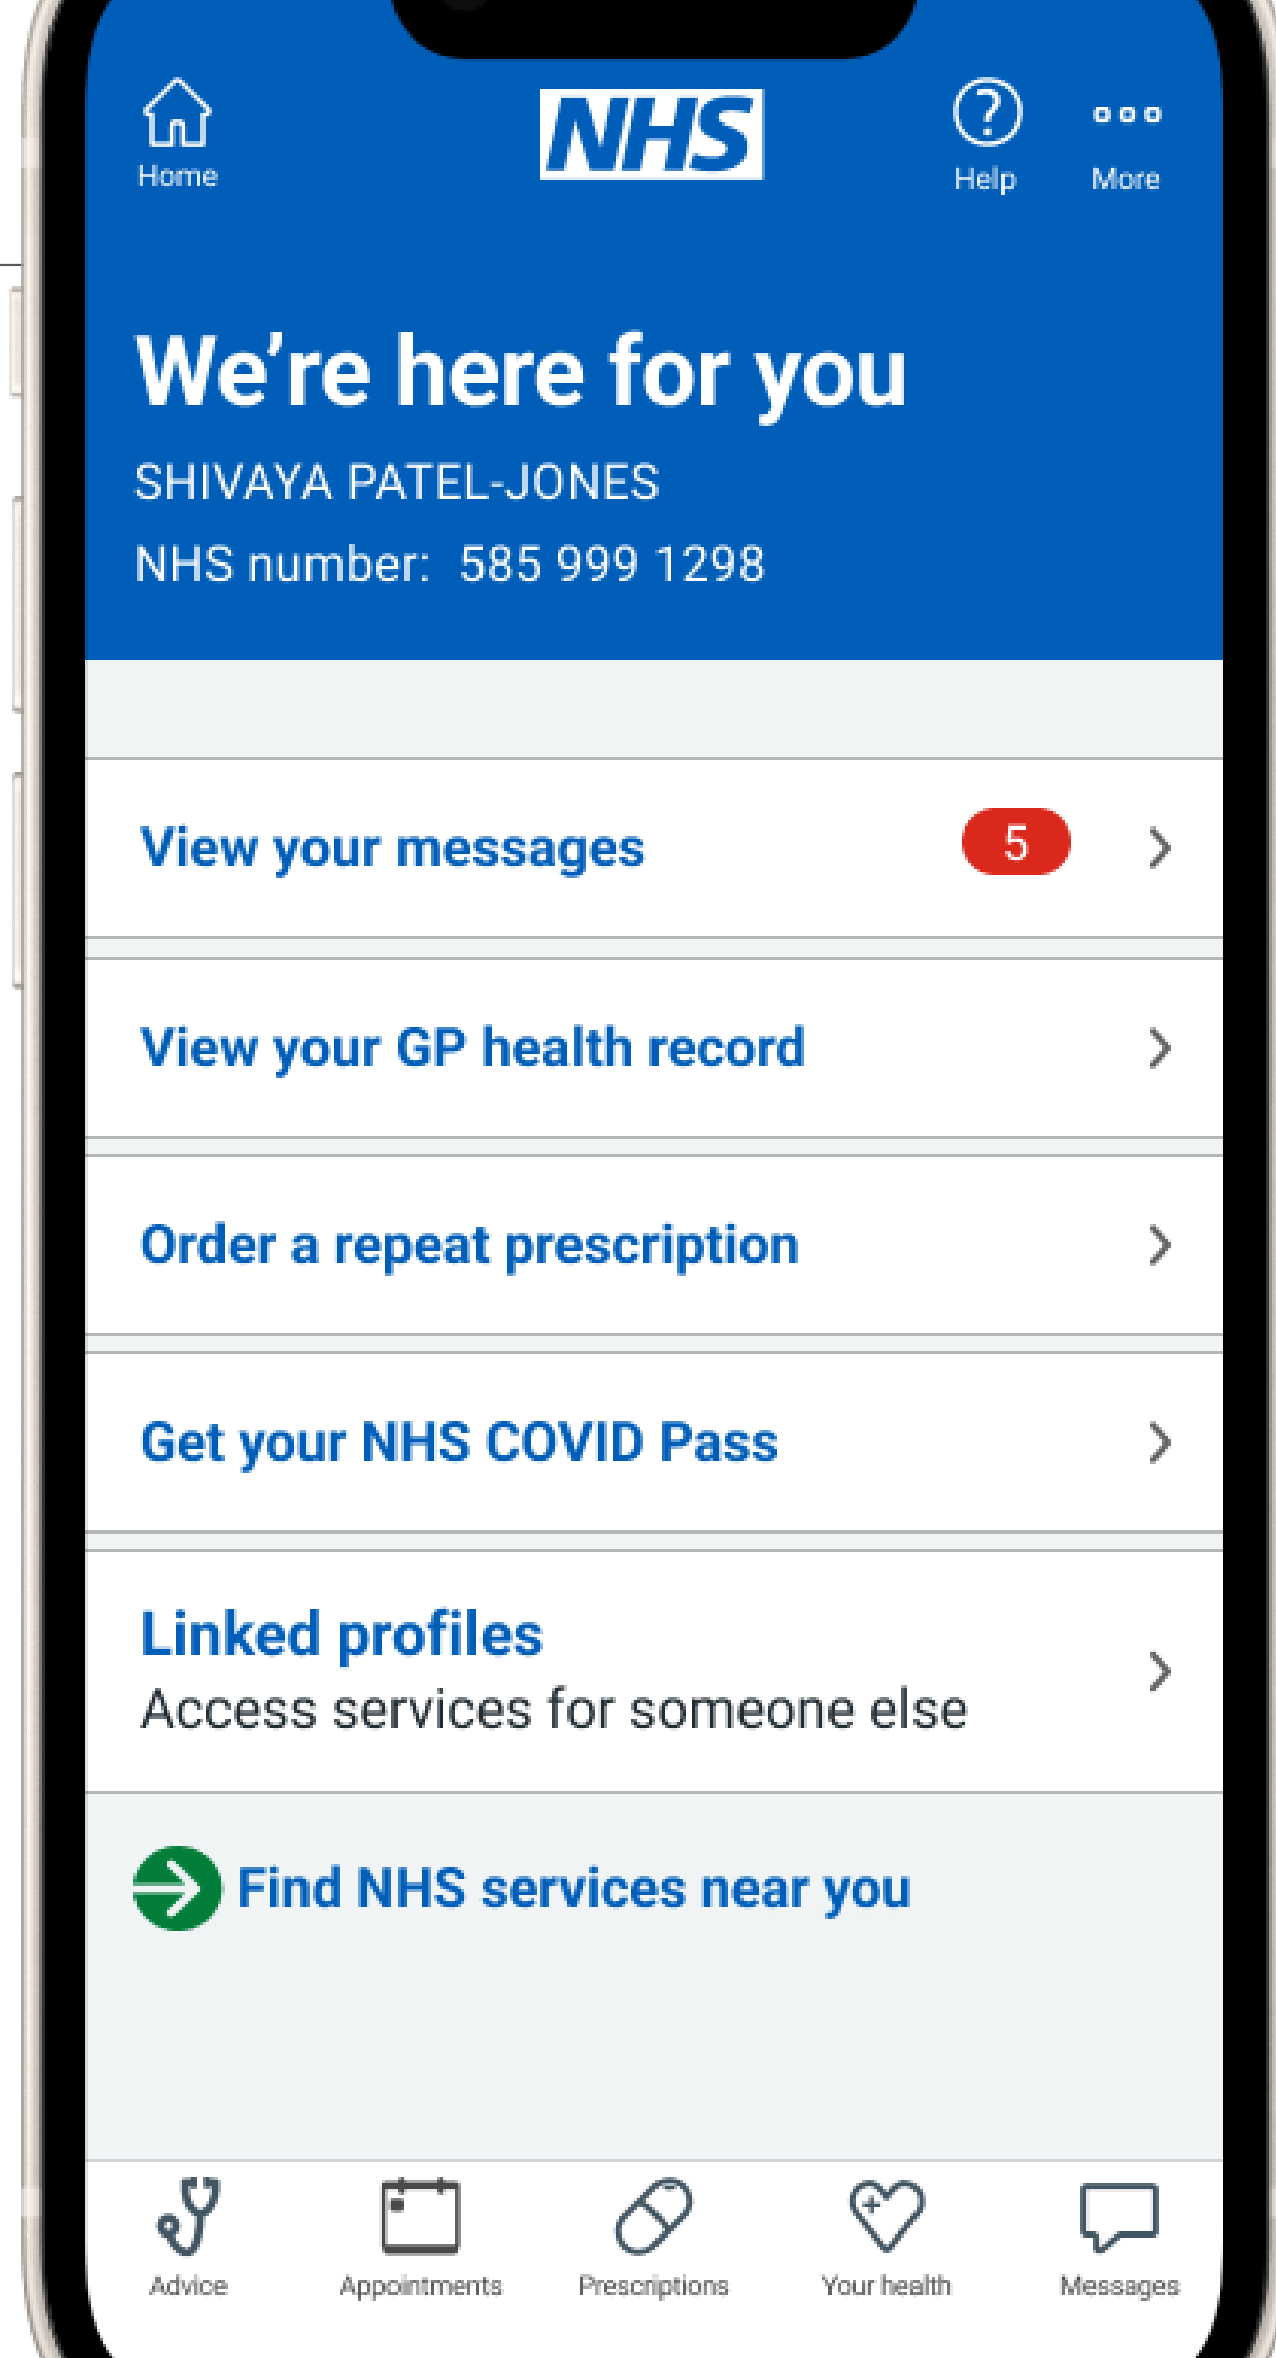 Home
NHS
Help
More
We're here for you
SHIVAYA PATEL-JONES
NHS number: 585 999 1298
View your messages
5
View your GP health record
Order a repeat prescription
Get your NHS COVID Pass
Linked profiles
Access services for someone else
Find NHS services near you
Advice
Appointments
Prescriptions
Your health
Messages